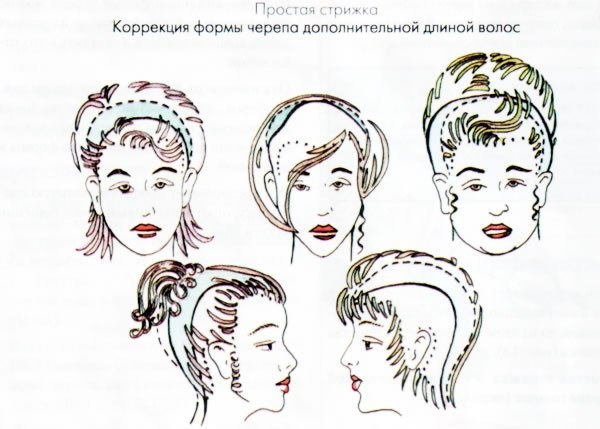 Простая стрижка
Коррекция формы черепа дополнительной длиной волос